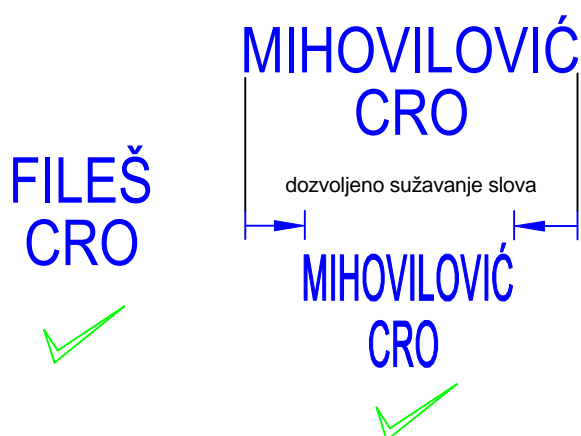 FILEŠ
CRO
MIHOVILOVIĆ
CRO
dozvoljeno sužavanje slova
MIHOVILOVIĆ
CRO